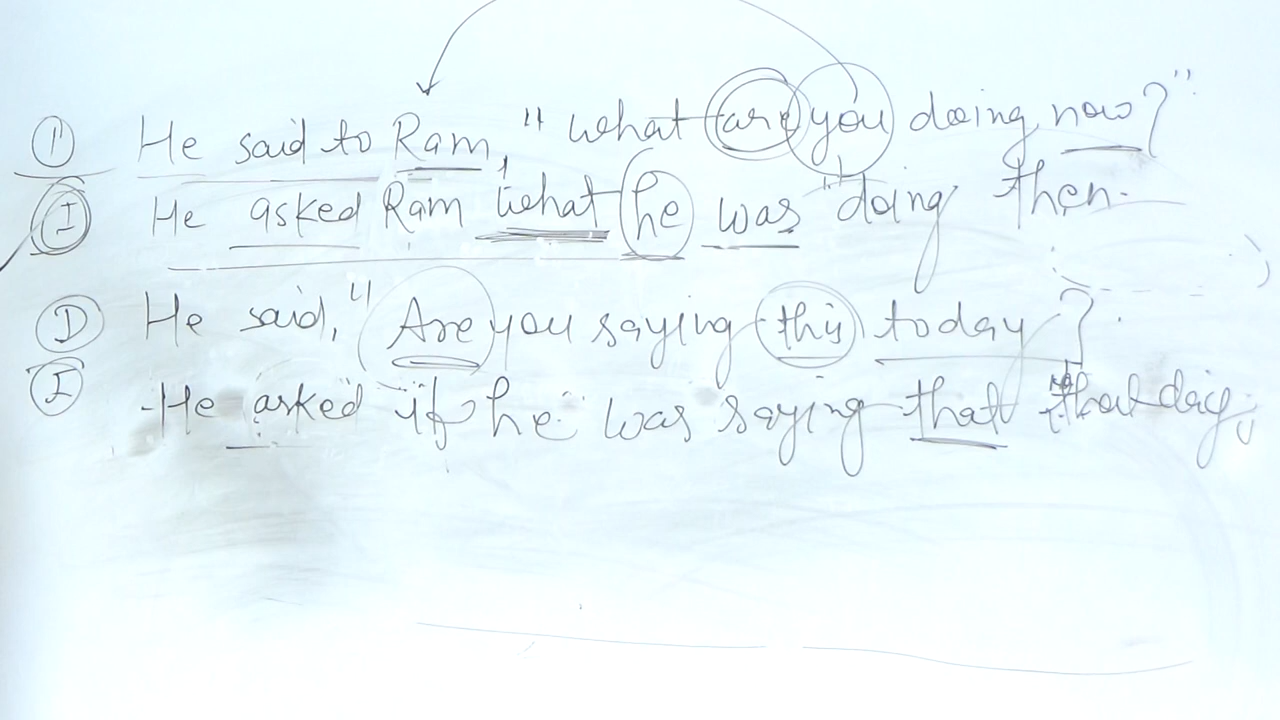 ① He said to Ram, "what are you doing now?"
Ⓘ He asked Ram what he was doing then.
Ⓓ He said, "Are you saying this today?
Ⓘ He asked if he was saying that that day,